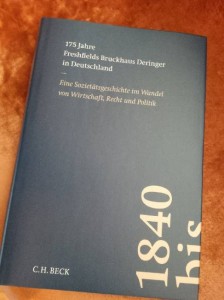 175 Jahre
Freshfields Bruckhaus Deringer
in Deutschland
–
Eine Sozietätsgeschichte im Wandel
von Wirtschaft, Recht und Politik
1840
bis
C.H.BECK